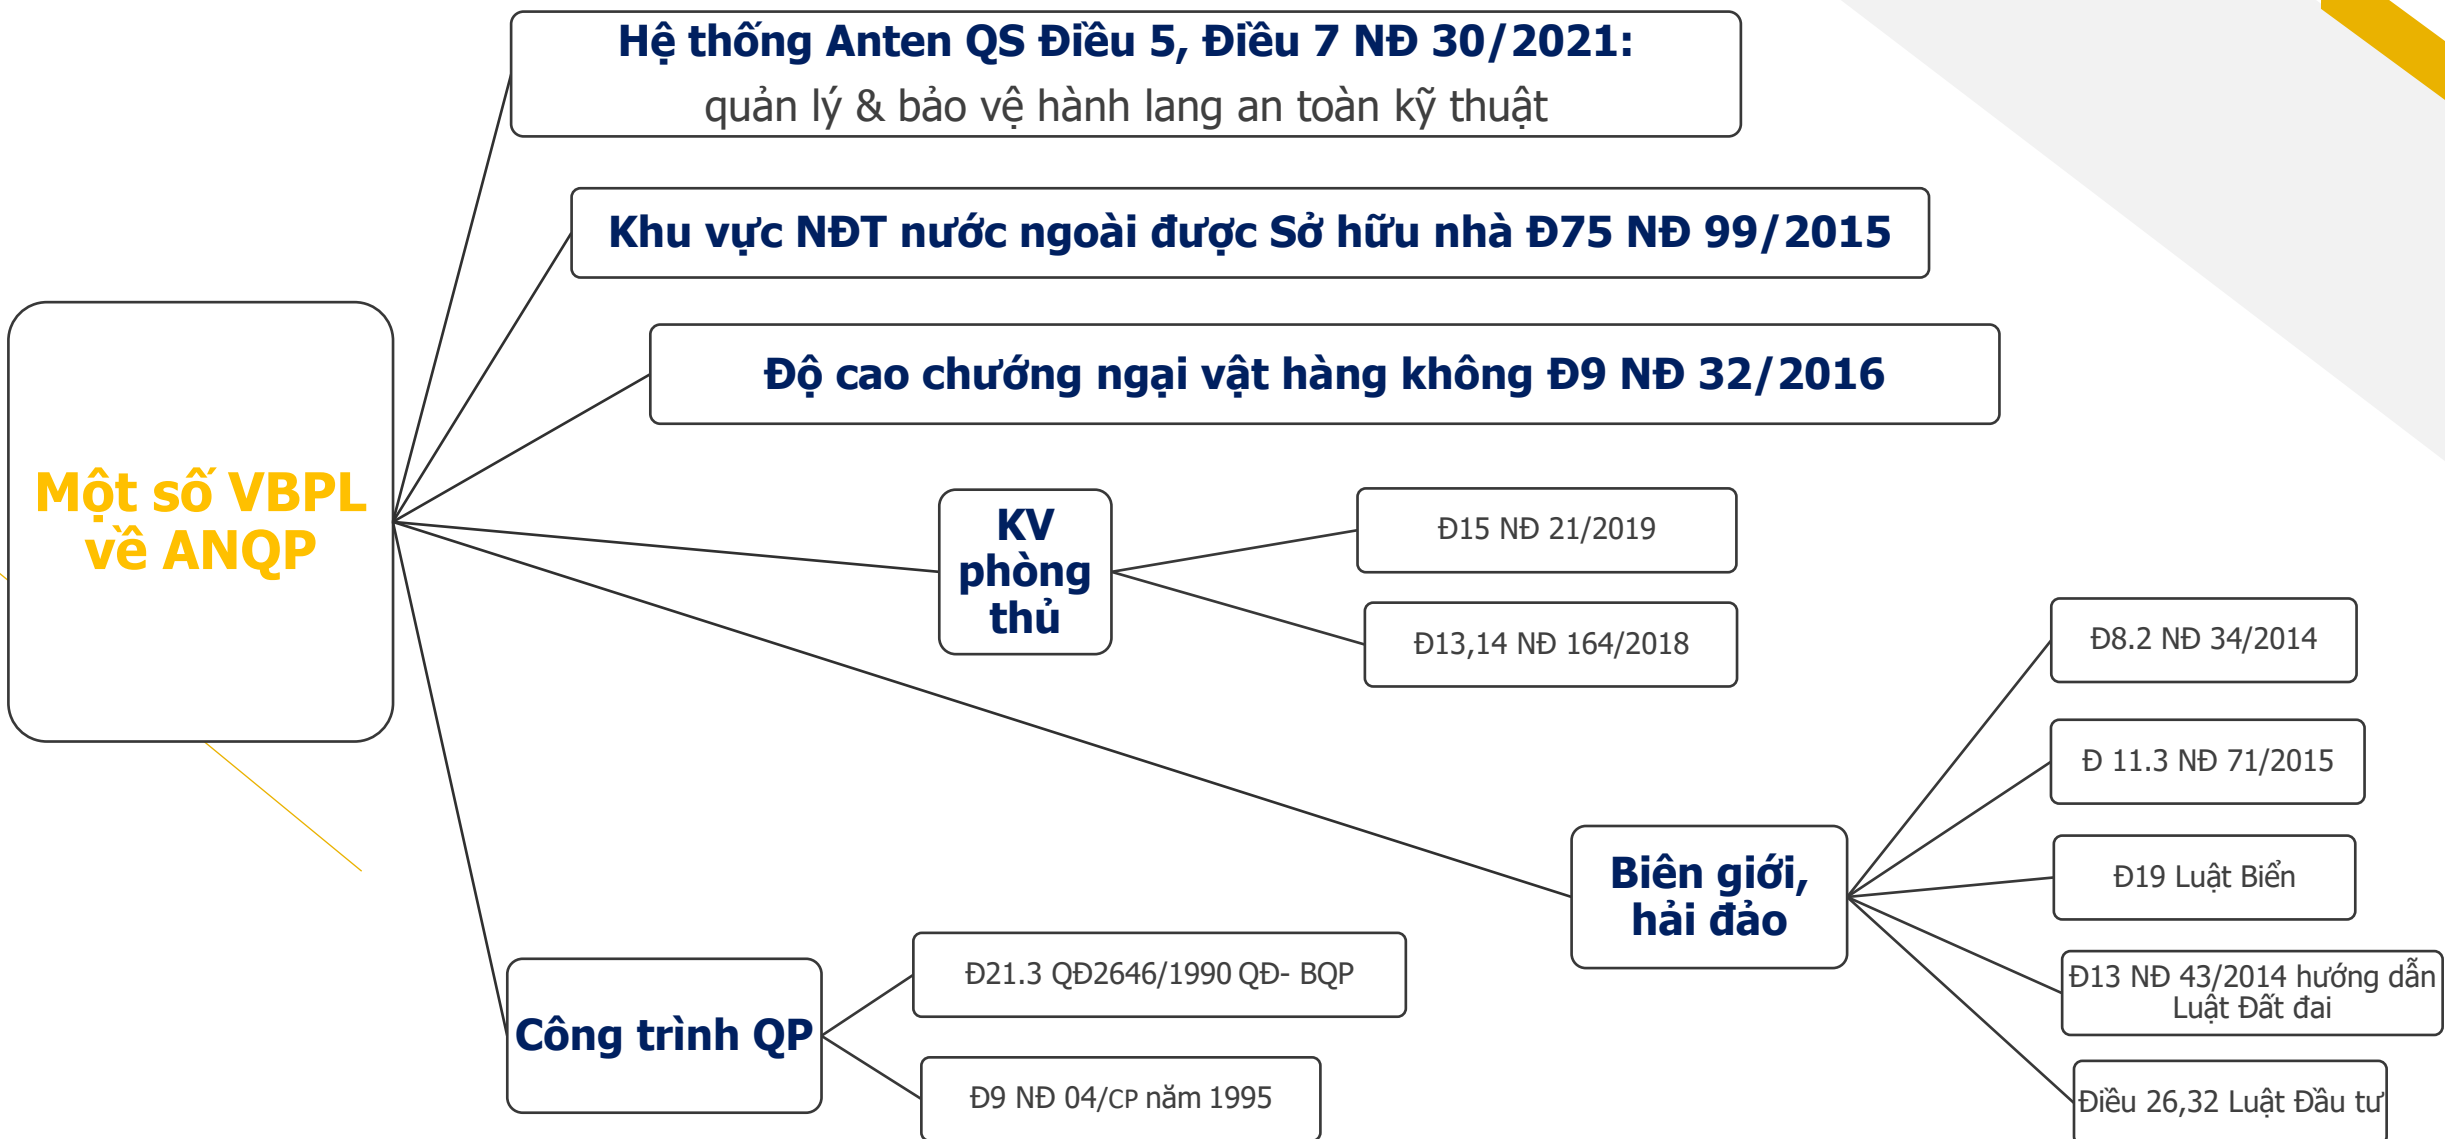 Hệ thống Anten QS Điều 5, Điều 7 NĐ 30/2021:
quản lý & bảo vệ hành lang an toàn kỹ thuật
Khu vực NĐT nước ngoài được Sở hữu nhà Đ75 NĐ 99/2015
Độ cao chướng ngại vật hàng không Đ9 NĐ 32/2016
Một số VBPL
về ANQP
KV
phòng
thủ
Đ15 NĐ 21/2019
Đ13,14 NĐ 164/2018
Biên giới,
hải đảo
Đ8.2 NĐ 34/2014
Đ 11.3 NĐ 71/2015
Đ19 Luật Biển
Đ13 NĐ 43/2014 hướng dẫn
Luật Đất đai
Điều 26,32 Luật Đầu tư
Công trình QP
Đ21.3 QĐ2646/1990 QĐ- BQP
Đ9 NĐ 04/CP năm 1995